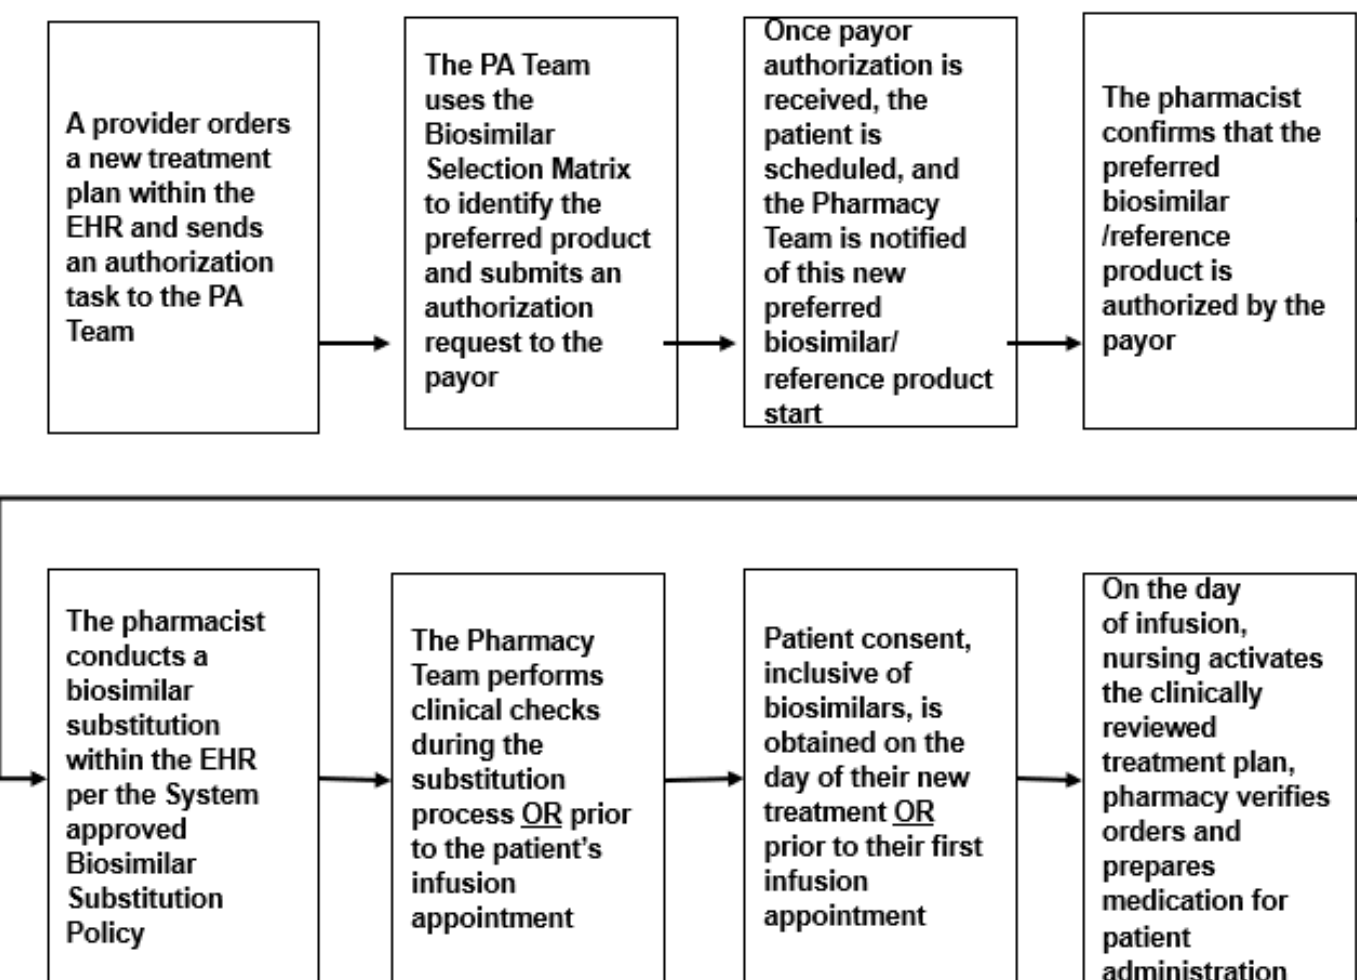 A provider orders
a new treatment
plan within the
EHR and sends
an authorization
task to the PA
Team
The PA Team
uses the
Biosimilar
Selection Matrix
to identify the
preferred product
and submits an
authorization
request to the
payor
Once payor
authorization is
received, the
patient is
scheduled, and
the Pharmacy
Team is notified
of this new
preferred
biosimilar/
reference product
start
The pharmacist
confirms that the
preferred
biosimilar
/reference
product is
authorized by the
payor
The pharmacist
conducts a
biosimilar
substitution
within the EHR
per the System
approved
Biosimilar
Substitution
Policy
The Pharmacy
Team performs
clinical checks
during the
substitution
process OR prior
to the patient's
infusion
appointment
Patient consent,
inclusive of
biosimilars, is
obtained on the
day of their new
treatment OR
prior to their first
infusion
appointment
On the day
of infusion,
nursing activates
the clinically
reviewed
treatment plan,
pharmacy verifies
orders and
prepares
medication for
patient
administration